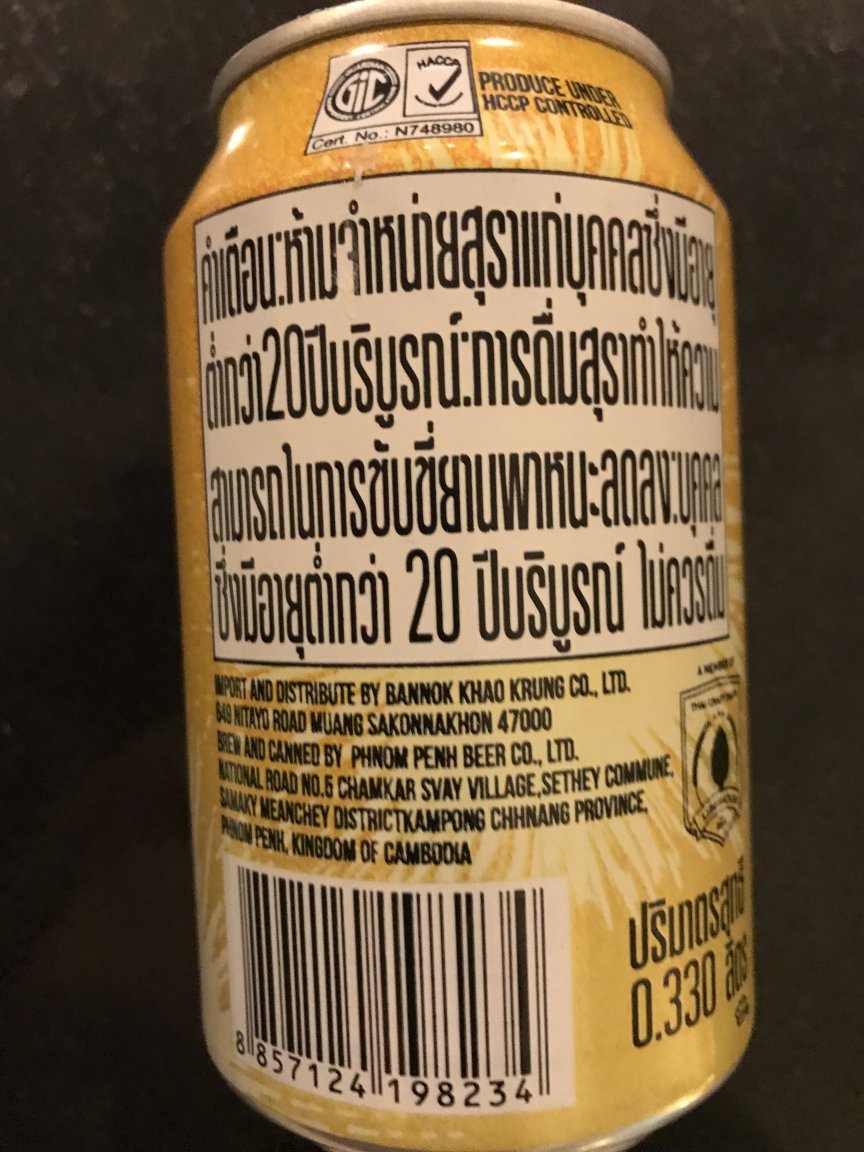 GIC
HACCP
PRODUCE UNDER
HCCP CONTROLLED
Cert. No.: N748980
คำเตือน:ห้ามจำหน่ายสุราแก่บุคคลซึ่งมีอายุ
ต่ำกว่า20ปีบริบูรณ์:การดื่มสุราทำให้ความ
สามารถในการขับขี่ยานพาหนะลดลง:บุคคล
ซึ่งมีอายุต่ำกว่า 20 ปีบริบูรณ์ ไม่ควรดื่ม
IMPORT AND DISTRIBUTE BY BANNOK KHAO KRUNG CO., LTD.
649 NITAYO ROAD MUANG SAKONNAKHON 47000
BREW AND CANNED BY PHNOM PENH BEER CO., LTD.
NATIONAL ROAD NO.6 CHAMKAR SVAY VILLAGE,SETHEY COMMUNE,
SAMAKY MEANCHEY DISTRICTKAMPONG CHHNANG PROVINCE,
PHNOM PENH, KINGDOM OF CAMBODIA
A MEMBER OF
THAI CRAFT
ปริมาตรสุทธิ
0.330 ลิตร
8 857124 198234